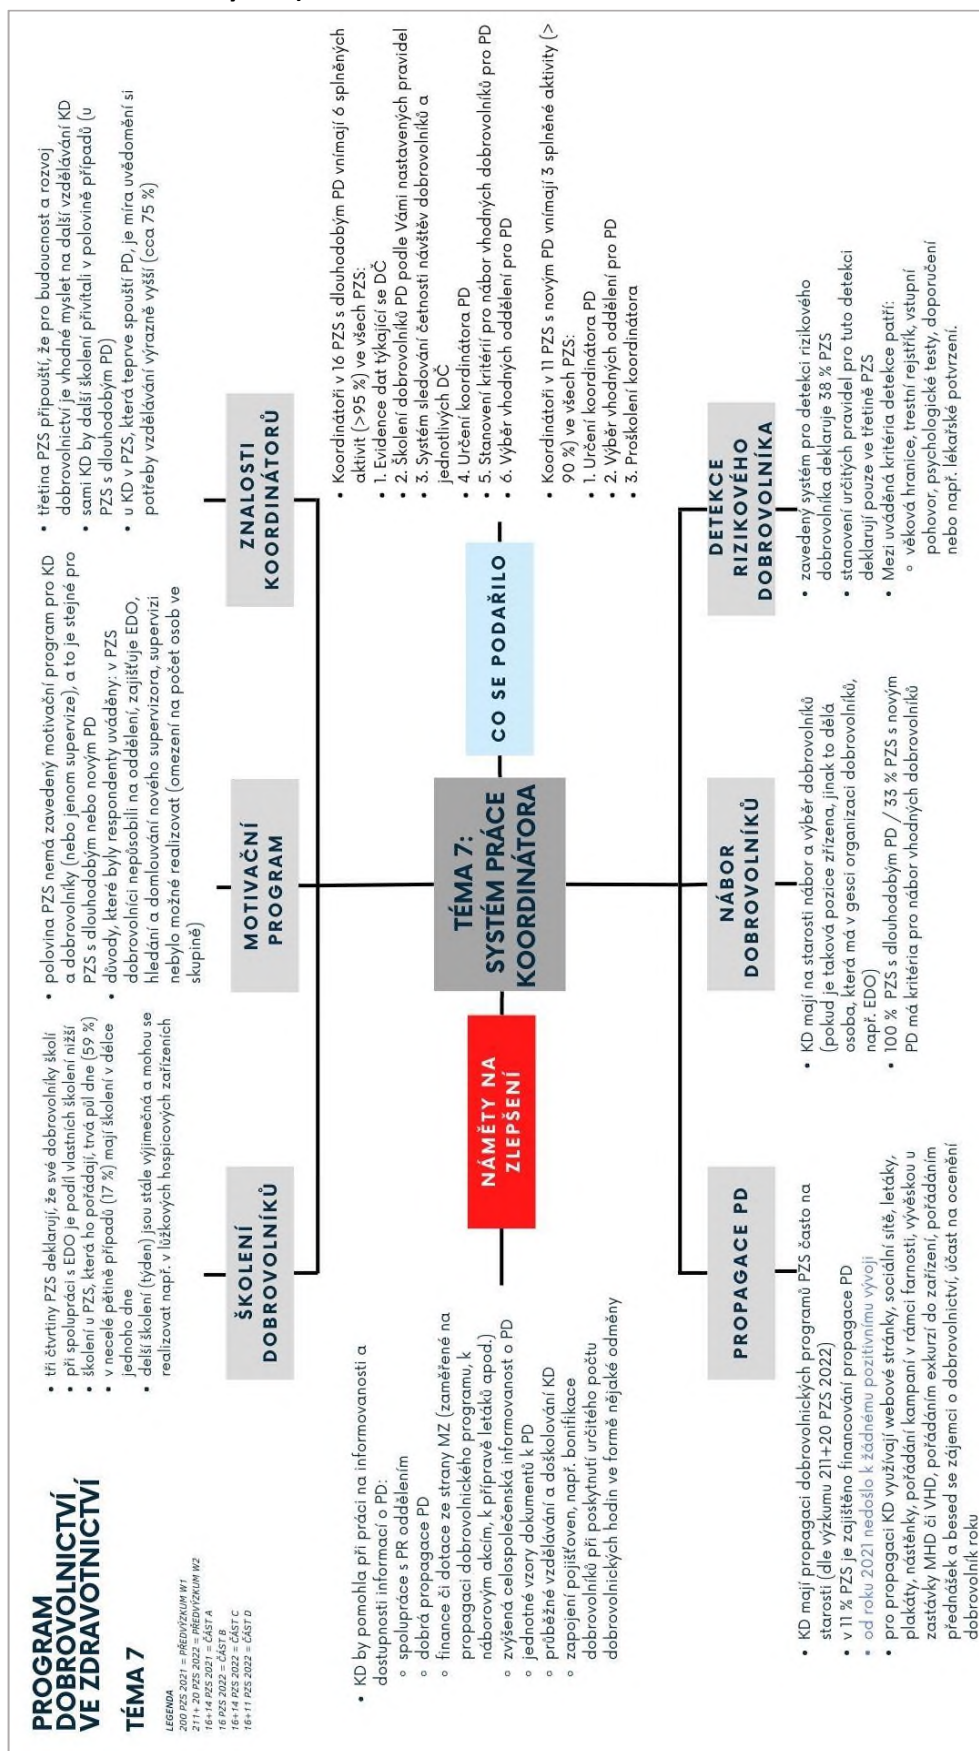 PROGRAM
DOBROVOLNICTVÍ
VE ZDRAVOTNICTVÍ
TÉMA 7
LEGENDA
200 PZS 2021 = PŘEDVÝZKUM W1
211+ 20 PZS 2022 = PŘEDVÝZKUM W2
16+14 PZS 2021 = ČÁST A
16 PZS 2022 = ČÁST B
16+14 PZS 2022 = ČÁST C
16+11 PZS 2022 = ČÁST D
• tři čtvrtiny PZS deklarují, že své dobrovolníky školí
• při spolupráci s EDO je podíl vlastních školení nižší
• školení u PZS, která ho pořádají, trvá půl dne (59 %)
• v necelé pětině případů (17 %) mají školení v délce
jednoho dne
• delší školení (týden) jsou stále výjimečná a mohou se
realizovat např. v lůžkových hospicových zařízeních
ŠKOLENÍ
DOBROVOLNÍKŮ
• polovina PZS nemá zavedený motivační program pro KD
a dobrovolníky (nebo jenom supervize), a to je stejné pro
PZS s dlouhodobým nebo novým PD
• důvody, které byly respondenty uváděny: v PZS
dobrovolníci nepůsobili na oddělení, zajišťuje EDO,
hledání a domlouvání nového supervizora, supervizi
nebylo možné realizovat (omezení na počet osob ve
skupině)
MOTIVAČNÍ
PROGRAM
• třetina PZS připouští, že pro budoucnost a rozvoj
dobrovolnictví je vhodné myslet na další vzdělávání KD
• sami KD by další školení přivítali v polovině případů (u
PZS s dlouhodobým PD)
• u KD v PZS, která teprve spouští PD, je míra uvědomění si
potřeby vzdělávání výrazně vyšší (cca 75 %)
ZNALOSTI
KOORDINÁTORŮ
• KD by pomohla při práci na informovanosti a
dostupnosti informací o PD:
◦ spolupráce s PR oddělením
◦ dobrá propagace PD
◦ finance či dotace ze strany MZ (zaměřené na
propagaci dobrovolnického programu, k
náborovým akcím, k přípravě letáků apod.)
◦ zvýšená celospolečenská informovanost o PD
◦ jednotné vzory dokumentů k PD
◦ průběžné vzdělávání a doškolování KD
◦ zapojení pojišťoven, např. bonifikace
dobrovolníků při poskytnutí určitého počtu
dobrovolnických hodin ve formě nějaké odměny
NÁMĚTY NA
ZLEPŠENÍ
TÉMA 7:
SYSTÉM PRÁCE
KOORDINÁTORA
CO SE PODAŘILO
• Koordinátoři v 16 PZS s dlouhodobým PD vnímají 6 splněných
aktivit (>95 %) ve všech PZS:
• 1. Evidence dat týkající se DČ
• 2. Školení dobrovolníků PD podle Vámi nastavených pravidel
• 3. Systém sledování četnosti návštěv dobrovolníků a
jednotlivých DČ
• 4. Určení koordinátora PD
• 5. Stanovení kritérií pro nábor vhodných dobrovolníků pro PD
• 6. Výběr vhodných oddělení pro PD
• Koordinátoři v 11 PZS s novým PD vnímají 3 splněné aktivity (>
90 %) ve všech PZS:
• 1. Určení koordinátora PD
• 2. Výběr vhodných oddělení pro PD
• 3. Proškolení koordinátora
PROPAGACE PD
• KD mají propagaci dobrovolnických programů PZS často na
starosti (dle výzkumu 211+20 PZS 2022)
• v 11 % PZS je zajištěno financování propagace PD
• od roku 2021 nedošlo k žádnému pozitivnímu vývoji
• pro propagaci KD využívají webové stránky, sociální sítě, letáky,
plakáty, nástěnky, pořádání kampaní v rámci farnosti, vývěskou u
zastávky MHD či VHD, pořádáním exkurzí do zařízení, pořádáním
přednášek a besed se zájemci o dobrovolnictví, účast na ocenění
dobrovolník roku
NÁBOR
DOBROVOLNÍKŮ
• KD mají na starosti nábor a výběr dobrovolníků
(pokud je taková pozice zřízena, jinak to dělá
osoba, která má v gesci organizaci dobrovolníků,
např. EDO)
• 100 % PZS s dlouhodobým PD / 33 % PZS s novým
PD má kritéria pro nábor vhodných dobrovolníků
DETEKCE
RIZIKOVÉHO
DOBROVOLNÍKA
• zavedený systém pro detekci rizikového
dobrovolníka deklaruje 38 % PZS
• stanovení určitých pravidel pro tuto detekci
deklarují pouze ve třetině PZS
• Mezi uváděná kritéria detekce patří:
◦ věková hranice, trestní rejstřík, vstupní
pohovor, psychologické testy, doporučení
nebo např. lékařské potvrzení.